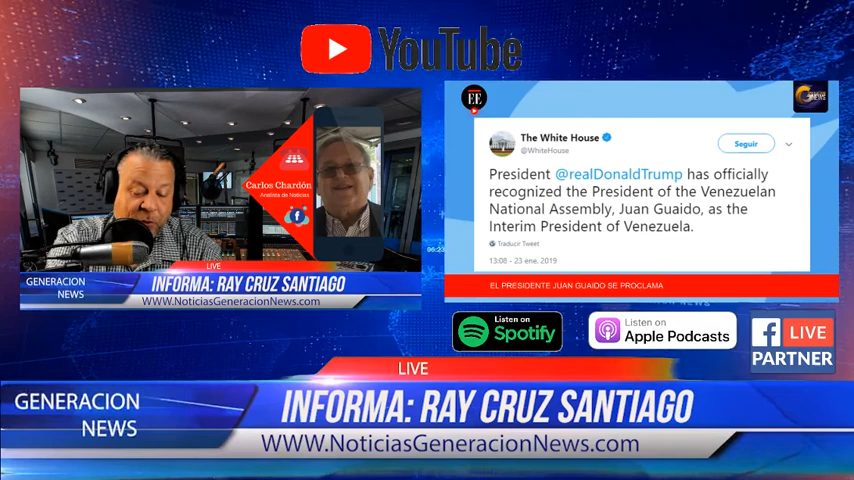 YouTube
EE
The White House
@WhiteHouse
Seguir
President @realDonaldTrump has officially
recognized the President of the Venezuelan
National Assembly, Juan Guaido, as the
Interim President of Venezuela.
Traducir Tweet
13:08 - 23 ene. 2019
EL PRESIDENTE JUAN GUAIDO SE PROCLAMA
Carlos Chardón
Analista de Noticias
f
LIVE
GENERACION
NEWS
INFORMA: RAY CRUZ SANTIAGO
WWW.NoticiasGeneracionNews.com
Listen on
Spotify
Listen on
Apple Podcasts
f LIVE
PARTNER
LIVE
GENERACION
NEWS
INFORMA: RAY CRUZ SANTIAGO
WWW.NoticiasGeneracionNews.com